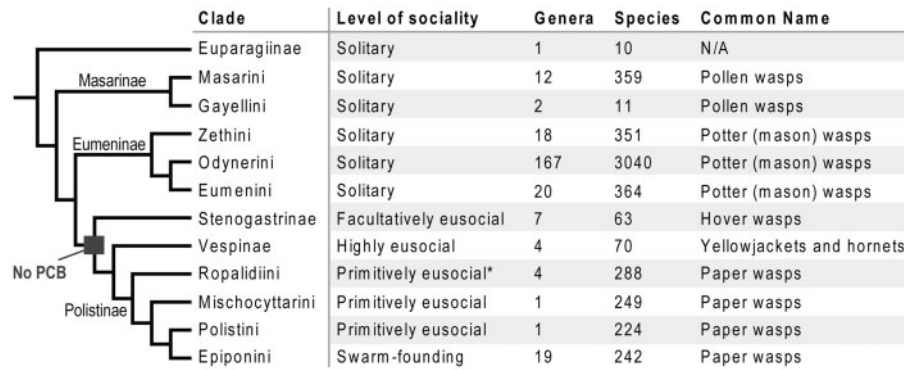 Clade Level of sociality Genera Species Common Name
Euparagiinae Solitary 1 10 N/A
Masarinae
Masarini Solitary 12 359 Pollen wasps
Gayellini Solitary 2 11 Pollen wasps
Eumeninae
Zethini Solitary 18 351 Potter (mason) wasps
Odynerini Solitary 167 3040 Potter (mason) wasps
Eumenini Solitary 20 364 Potter (mason) wasps
Stenogastrinae Facultatively eusocial 7 63 Hover wasps
Vespinae Highly eusocial 4 70 Yellowjackets and hornets
No PCB
Ropalidiini Primitively eusocial* 4 288 Paper wasps
Polistinae
Mischocyttarini Primitively eusocial 1 249 Paper wasps
Polistini Primitively eusocial 1 224 Paper wasps
Epiponini Swarm-founding 19 242 Paper wasps